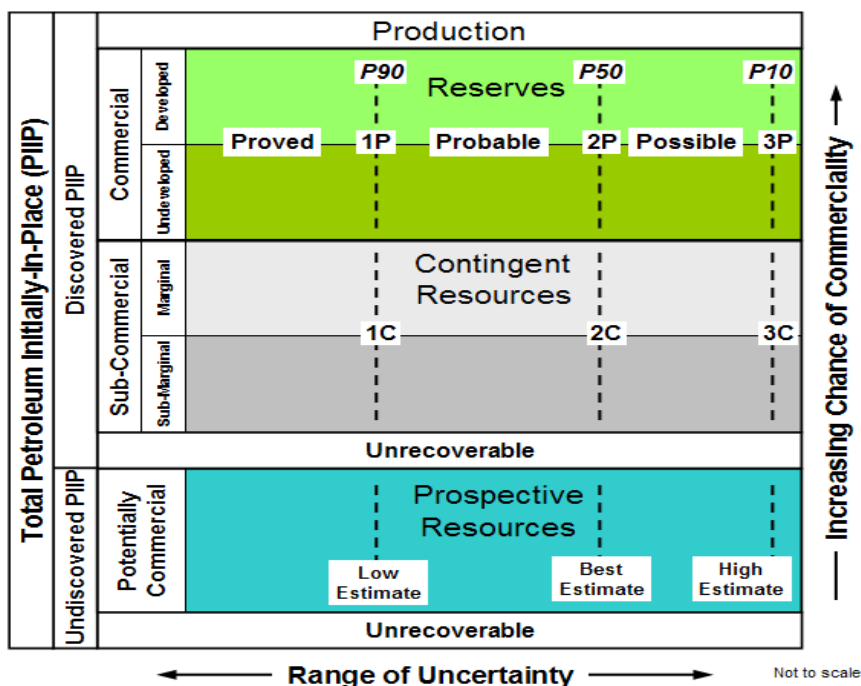 Total Petroleum Initially-In-Place (PIIP)
Discovered PIIP
Undiscovered PIIP
Production
Commercial
Developed
Undeveloped
P90
P50
P10
Reserves
Proved
1P
Probable
2P
Possible
3P
Sub-Commercial
Marginal
Sub-Marginal
Contingent
Resources
1C
2C
3C
Unrecoverable
Potentially
Commercial
Prospective
Resources
Low
Estimate
Best
Estimate
High
Estimate
Unrecoverable
Increasing Chance of Commerciality
Range of Uncertainty
Not to scale